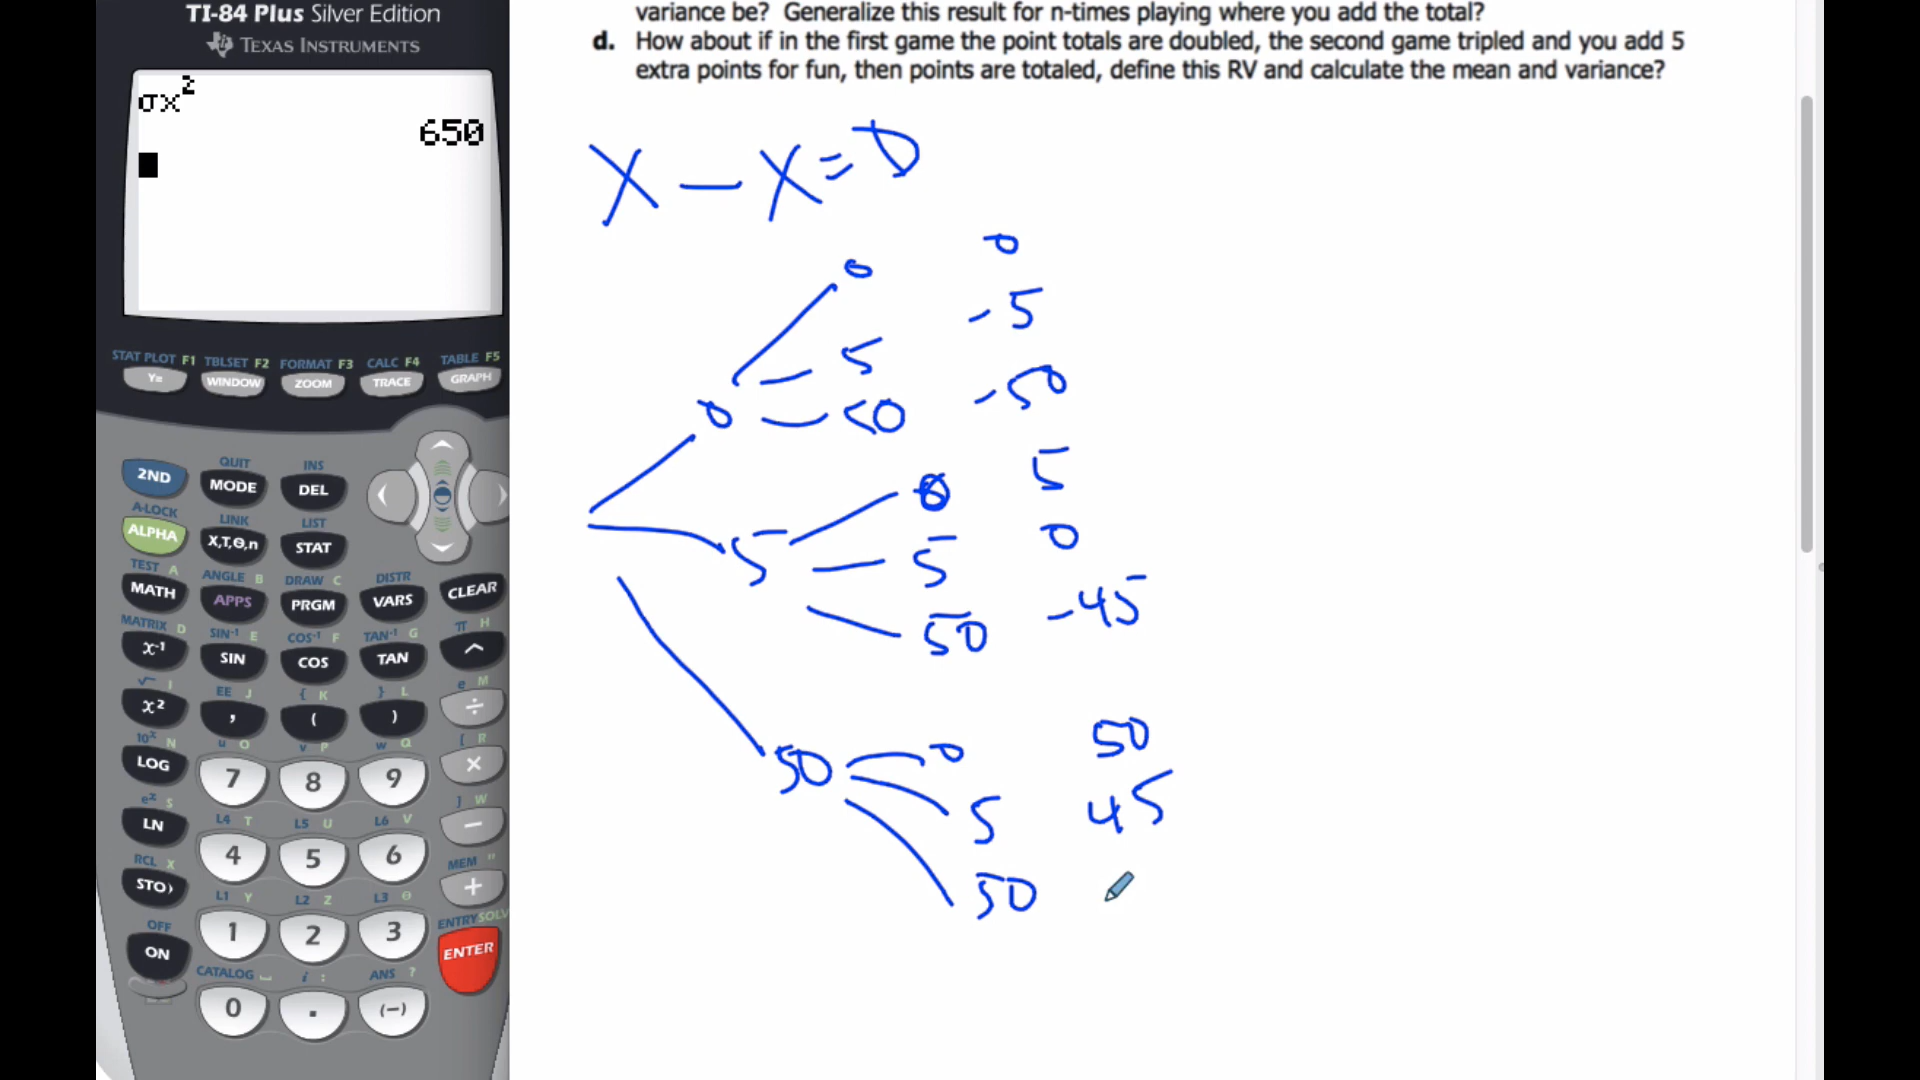 TI-84 Plus Silver Edition
TEXAS INSTRUMENTS
σx²
650
STAT PLOT F1 TBLSET F2 FORMAT F3 CALC F4 TABLE F5
Y= WINDOW ZOOM TRACE GRAPH
QUIT INS
2ND MODE DEL
A-LOCK LINK LIST
ALPHA X,T,Θ,n STAT
TEST A ANGLE B DRAW C DISTR
MATH APPS PRGM VARS CLEAR
MATRIX D SIN⁻¹ E COS⁻¹ F TAN⁻¹ G π H
x⁻¹ SIN COS TAN ^
√ I EE J { K } L e M
x² , ( ) ÷
10ˣ N u O v P w Q [ R
LOG 7 8 9 ×
eˣ S L4 T L5 U L6 V ] W
LN 4 5 6 −
RCL X L1 Y L2 Z L3 θ MEM "
STO› 1 2 3 +
OFF CATALOG ⎵ i : ANS ? ENTRY SOLV
ON 0 . (−) ENTER
variance be? Generalize this result for n-times playing where you add the total?
d. How about if in the first game the point totals are doubled, the second game tripled and you add 5
extra points for fun, then points are totaled, define this RV and calculate the mean and variance?
X – X = D
0 0
5 -5
0 50 -50
0 5
5 5 0
50 -45
50 0 50
5 45
50